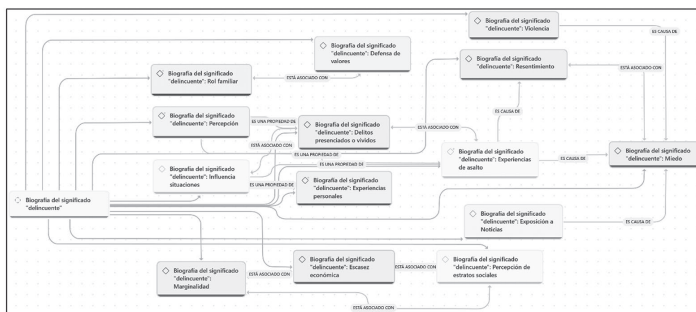 Biografía del significado
"delincuente": Violencia
ES CAUSA DE
Biografía del significado
"delincuente": Defensa de
valores
ESTÁ ASOCIADO CON
Biografía del significado
"delincuente": Rol familiar
Biografía del significado
"delincuente": Resentimiento
ESTÁ ASOCIADO CON
ES CAUSA DE
Biografía del significado
"delincuente": Percepción
ES UNA PROPIEDAD DE
Biografía del significado
"delincuente": Delitos
presenciados o vividos
ESTÁ ASOCIADO CON
ESTÁ ASOCIADO CON
ES UNA PROPIEDAD DE
Biografía del significado
"delincuente": Experiencias
de asalto
ES CAUSA DE
Biografía del significado
"delincuente": Miedo
Biografía del significado
"delincuente": Influencia
situaciones
ES UNA PROPIEDAD DE
Biografía del significado
"delincuente": Experiencias
personales
Biografía del significado
"delincuente"
Biografía del significado
"delincuente": Exposición a
Noticias
ES CAUSA DE
Biografía del significado
"delincuente":
Marginalidad
ESTÁ ASOCIADO CON
Biografía del significado
"delincuente": Escasez
económica
ESTÁ ASOCIADO CON
Biografía del significado
"delincuente": Percepción de
estratos sociales
ESTÁ ASOCIADO CON